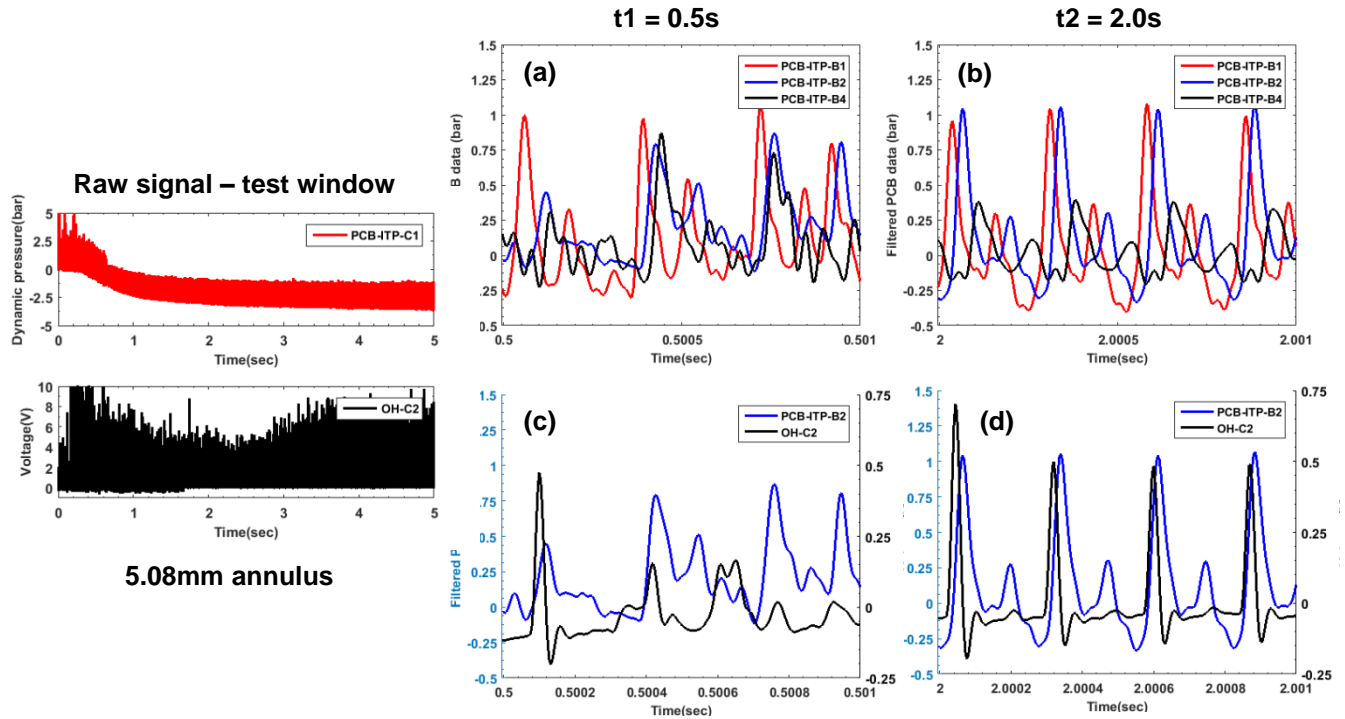 t1 = 0.5s
t2 = 2.0s
Raw signal – test window
5
2.5
0
-2.5
-5
Dynamic pressure(bar)
PCB-ITP-C1
0 1 2 3 4 5
Time(sec)
10
8
6
4
2
0
Voltage(V)
OH-C2
0 1 2 3 4 5
Time(sec)
5.08mm annulus
(a)
PCB-ITP-B1
PCB-ITP-B2
PCB-ITP-B4
1.5
1.25
1
0.75
0.5
.25
0
.25
0.5
B data (bar)
0.5 0.5005 0.501
Time(sec)
(b)
PCB-ITP-B1
PCB-ITP-B2
PCB-ITP-B4
1.5
1.25
1
0.75
0.5
0.25
0
-0.25
-0.5
Filtered PCB data (bar)
2 2.0005 2.001
Time(sec)
(c)
PCB-ITP-B2
OH-C2
1.5
.25
1
.75
0.5
0.25
0
-0.25
-0.5
Filtered P
0.75
0.5
0.25
0
-0.25
0.5 0.5002 0.5004 0.5006 0.5008 0.501
Time(sec)
(d)
PCB-ITP-B2
OH-C2
1.5
1.25
1
0.75
0.5
0.25
0
-0.25
-0.5
0.75
0.5
0.25
0
-0.25
2 2.0002 2.0004 2.0006 2.0008 2.001
Time(sec)